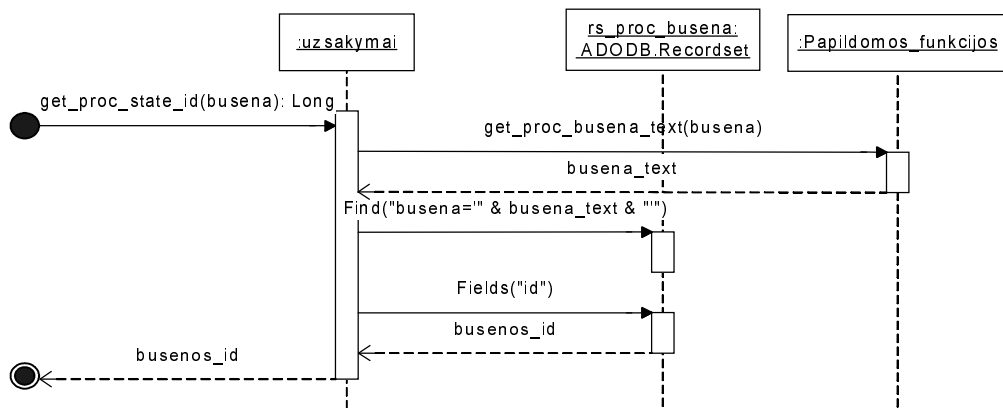 :uzsakymai
rs_proc_busena:
ADODB.Recordset
:Papildomos_funkcijos
get_proc_state_id(busena): Long
get_proc_busena_text(busena)
busena_text
Find("busena='" & busena_text & "'")
Fields("id")
busenos_id
busenos_id